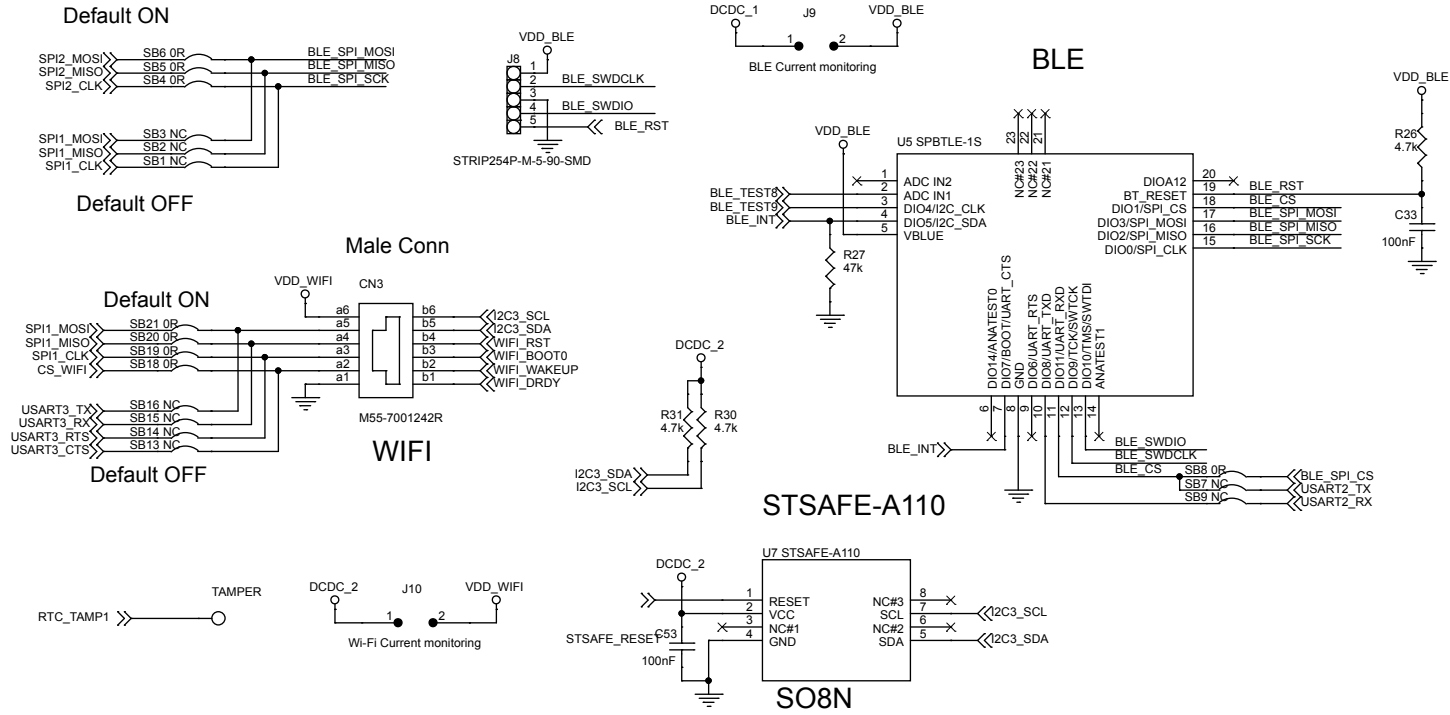 Default ON
SPI2_MOSI SB6 0R BLE_SPI_MOSI
SPI2_MISO SB5 0R BLE_SPI_MISO
SPI2_CLK SB4 0R BLE_SPI_SCK
SPI1_MOSI SB3 NC
SPI1_MISO SB2 NC
SPI1_CLK SB1 NC
Default OFF
VDD_BLE
J8
1
2 BLE_SWDCLK
3
4 BLE_SWDIO
5 BLE_RST
STRIP254P-M-5-90-SMD
DCDC_1 J9 VDD_BLE
1 2
BLE Current monitoring
BLE
VDD_BLE
R26
4.7k
C33
100nF
VDD_BLE
U5 SPBTLE-1S
23 22 21
NC#23 NC#22 NC#21
1 ADC IN2
BLE_TEST8 2 ADC IN1
BLE_TEST9 3 DIO4/I2C_CLK
BLE_INT 4 DIO5/I2C_SDA
5 VBLUE
R27
47k
DIOA12 20
BT_RESET 19 BLE_RST
DIO1/SPI_CS 18 BLE_CS
DIO3/SPI_MOSI 17 BLE_SPI_MOSI
DIO2/SPI_MISO 16 BLE_SPI_MISO
DIO0/SPI_CLK 15 BLE_SPI_SCK
DIO14/ANATEST0
DIO7/BOOT/UART_CTS
GND
DIO6/UART_RTS
DIO8/UART_TXD
DIO11/UART_RXD
DIO9/TCK/SWTCK
DIO10/TMS/SWTDI
ANATEST1
6 7 8 9 10 11 12 13 14
BLE_INT
BLE_SWDIO
BLE_SWDCLK
BLE_CS SB8 0R BLE_SPI_CS
SB7 NC USART2_TX
SB9 NC USART2_RX
Male Conn
VDD_WIFI CN3
Default ON
a6 b6 I2C3_SCL
SPI1_MOSI SB21 0R a5 b5 I2C3_SDA
SPI1_MISO SB20 0R a4 b4 WIFI_RST
SPI1_CLK SB19 0R a3 b3 WIFI_BOOT0
CS_WIFI SB18 0R a2 b2 WIFI_WAKEUP
a1 b1 WIFI_DRDY
USART3_TX SB16 NC
USART3_RX SB15 NC
USART3_RTS SB14 NC
USART3_CTS SB13 NC
Default OFF
M55-7001242R
WIFI
DCDC_2
R31 R30
4.7k 4.7k
I2C3_SDA
I2C3_SCL
STSAFE-A110
RTC_TAMP1 TAMPER
DCDC_2 J10 VDD_WIFI
1 2
Wi-Fi Current monitoring
DCDC_2
U7 STSAFE-A110
1 RESET NC#3 8
2 VCC SCL 7 I2C3_SCL
3 NC#1 NC#2 6
4 GND SDA 5 I2C3_SDA
STSAFE_RESET C53
100nF
SO8N